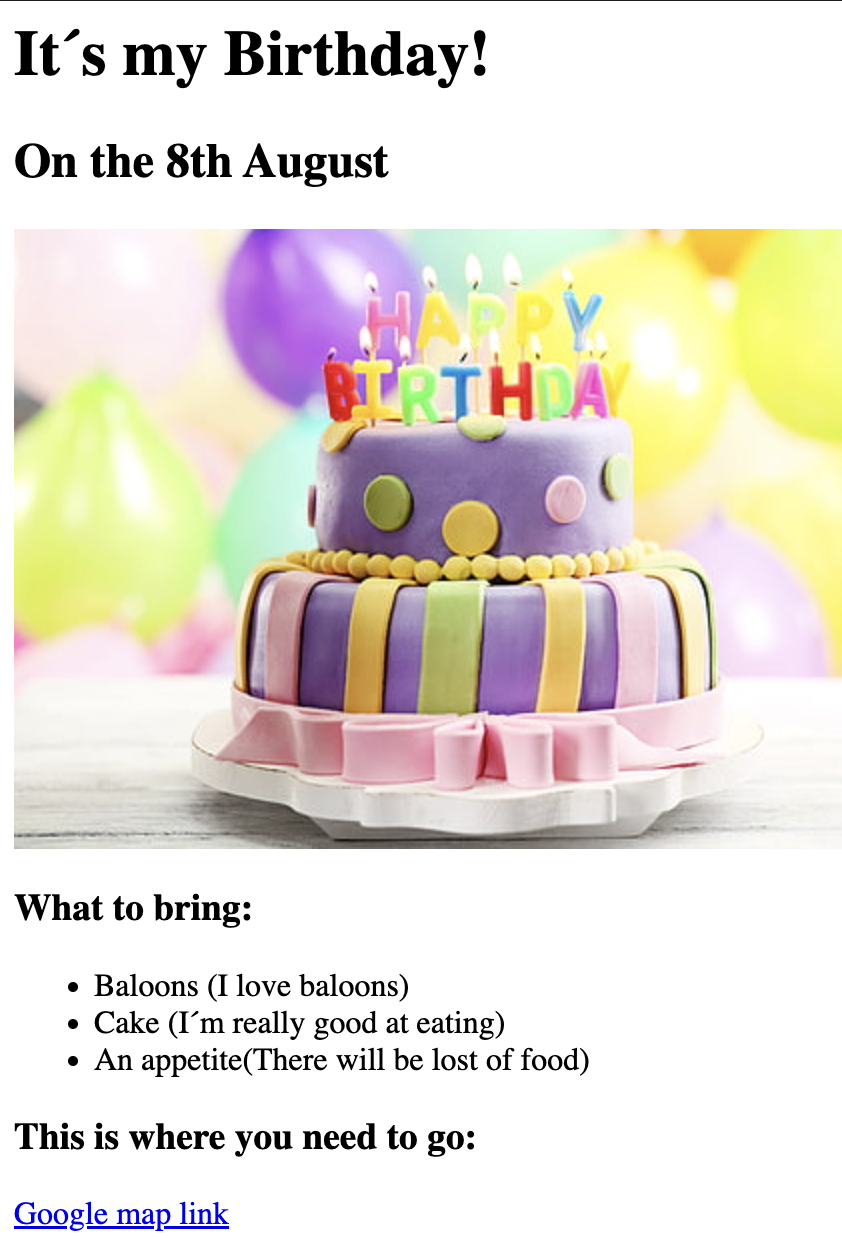 It´s my Birthday!
On the 8th August
HAPPY
BIRTHDAY
What to bring:
Baloons (I love baloons)
Cake (I´m really good at eating)
An appetite(There will be lost of food)
This is where you need to go:
Google map link